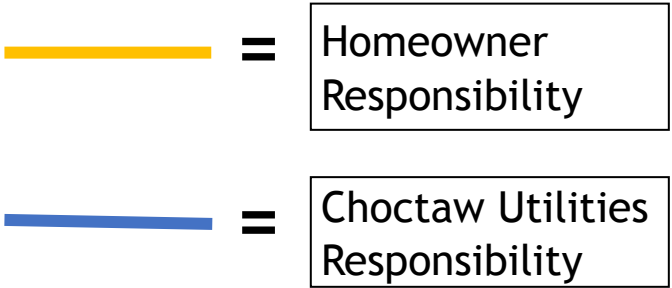 = Homeowner
Responsibility
= Choctaw Utilities
Responsibility